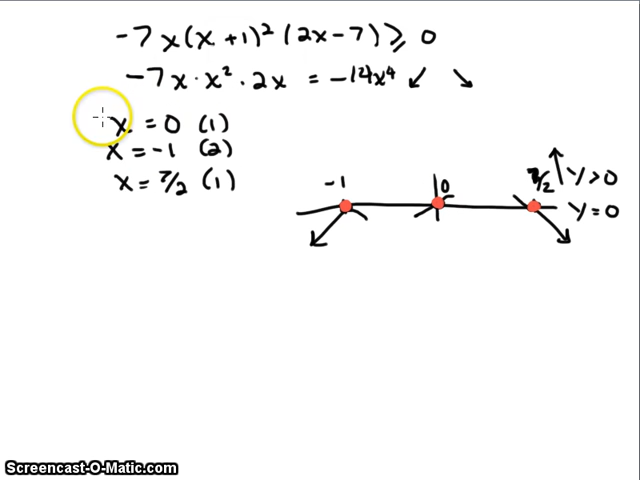 -7x(x+1)²(2x-7) ≥ 0
-7x·x²·2x = -14x⁴ ↙ ↘
x = 0 (1)
x = -1 (2)
x = 7/2 (1)
-1 0 7/2 y>0
y=0
Screencast-O-Matic.com